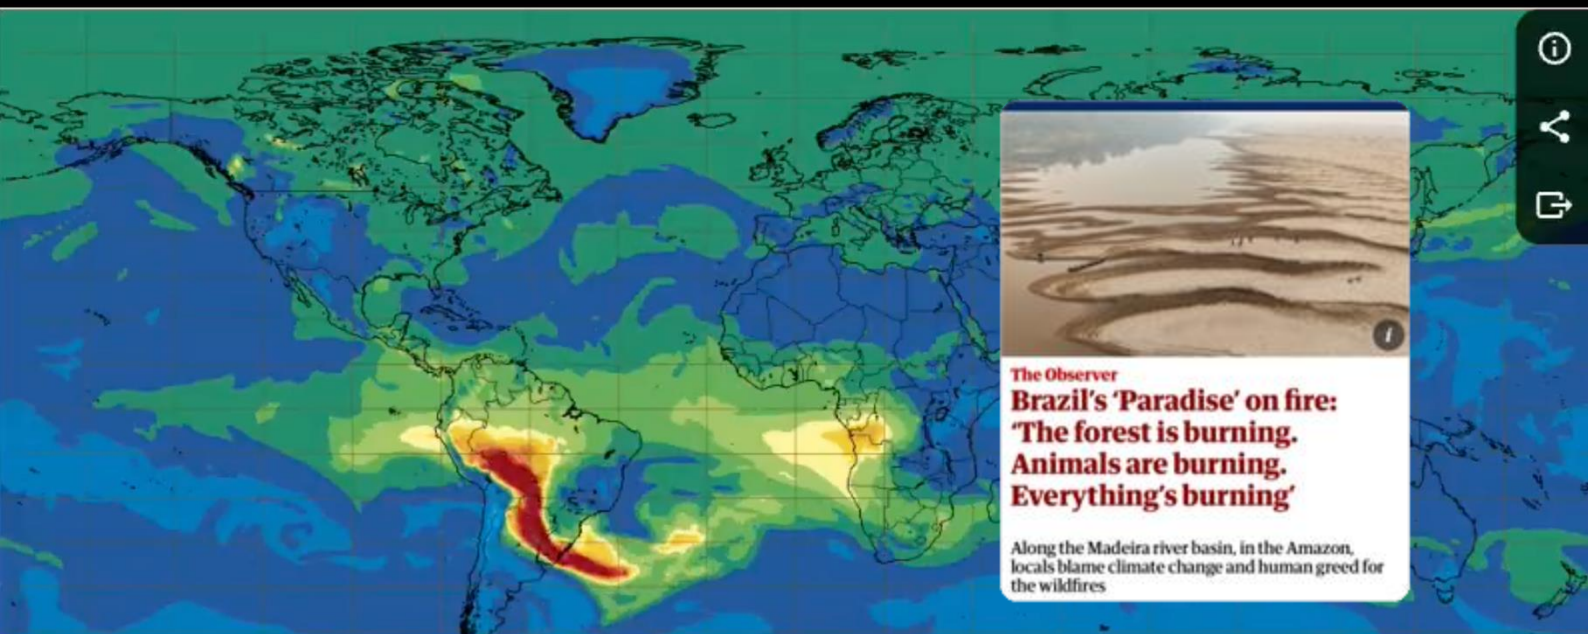 The Observer
Brazil's 'Paradise' on fire:
'The forest is burning.
Animals are burning.
Everything's burning'
Along the Madeira river basin, in the Amazon,
locals blame climate change and human greed for
the wildfires